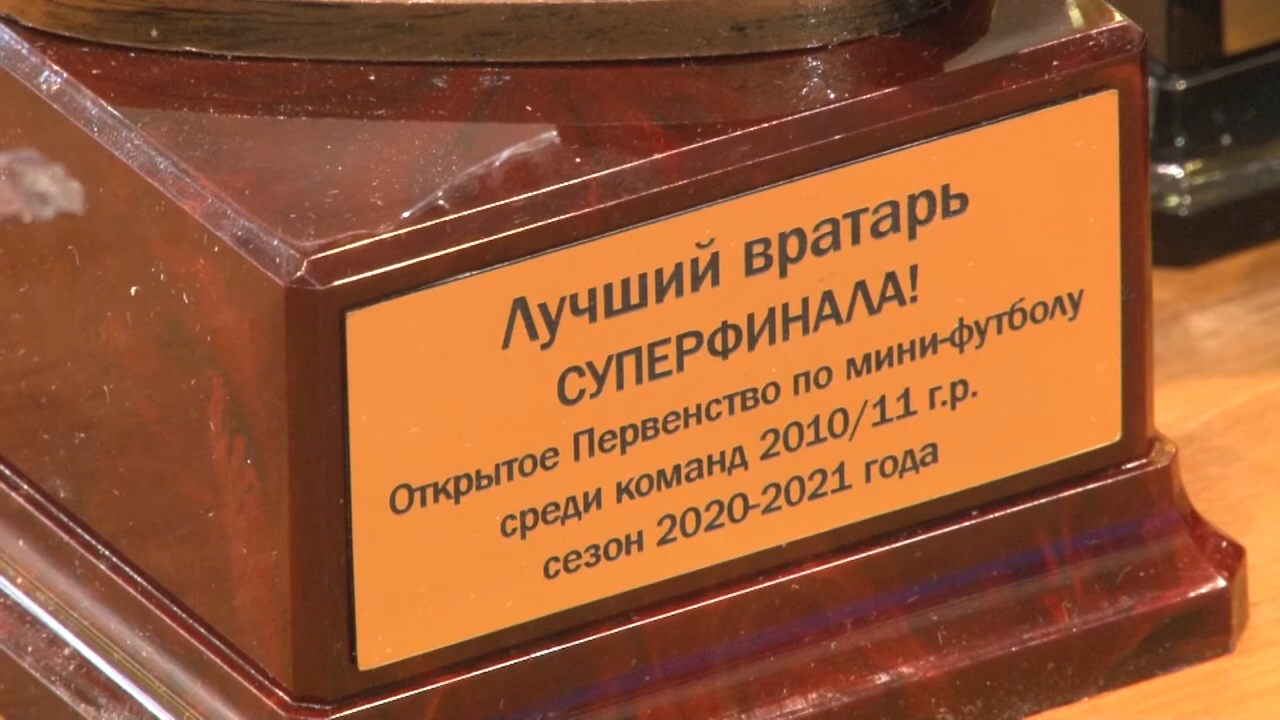 Лучший вратарь
СУПЕРФИНАЛА!
Открытое Первенство по мини-футболу
среди команд 2010/11 г.р.
сезон 2020-2021 года